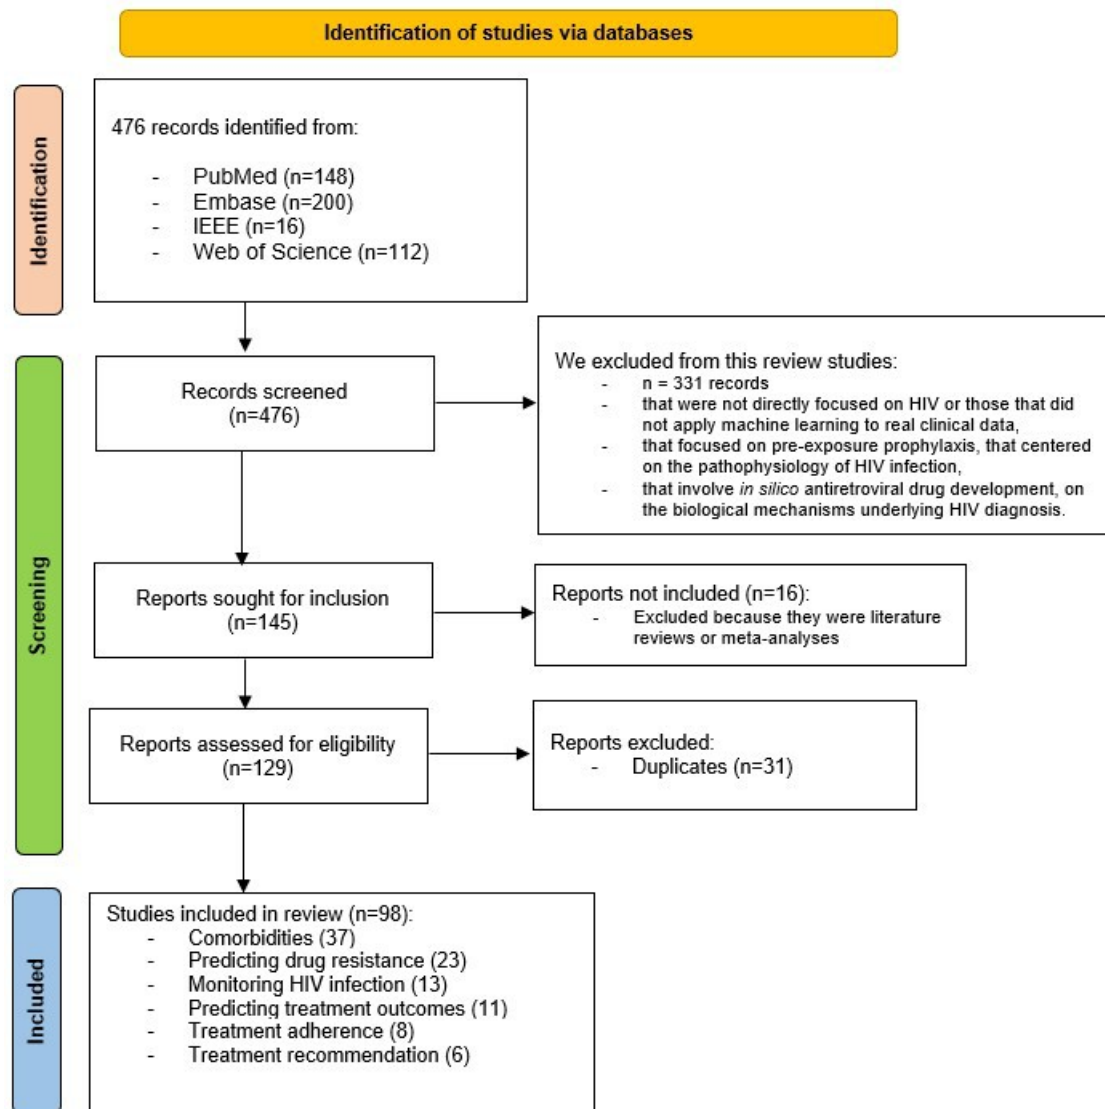 Identification of studies via databases
Identification
476 records identified from:
- PubMed (n=148)
- Embase (n=200)
- IEEE (n=16)
- Web of Science (n=112)
Screening
Records screened
(n=476)
We excluded from this review studies:
- n = 331 records
- that were not directly focused on HIV or those that did
not apply machine learning to real clinical data,
- that focused on pre-exposure prophylaxis, that centered
on the pathophysiology of HIV infection,
- that involve in silico antiretroviral drug development, on
the biological mechanisms underlying HIV diagnosis.
Reports sought for inclusion
(n=145)
Reports not included (n=16):
- Excluded because they were literature
reviews or meta-analyses
Reports assessed for eligibility
(n=129)
Reports excluded:
- Duplicates (n=31)
Included
Studies included in review (n=98):
- Comorbidities (37)
- Predicting drug resistance (23)
- Monitoring HIV infection (13)
- Predicting treatment outcomes (11)
- Treatment adherence (8)
- Treatment recommendation (6)